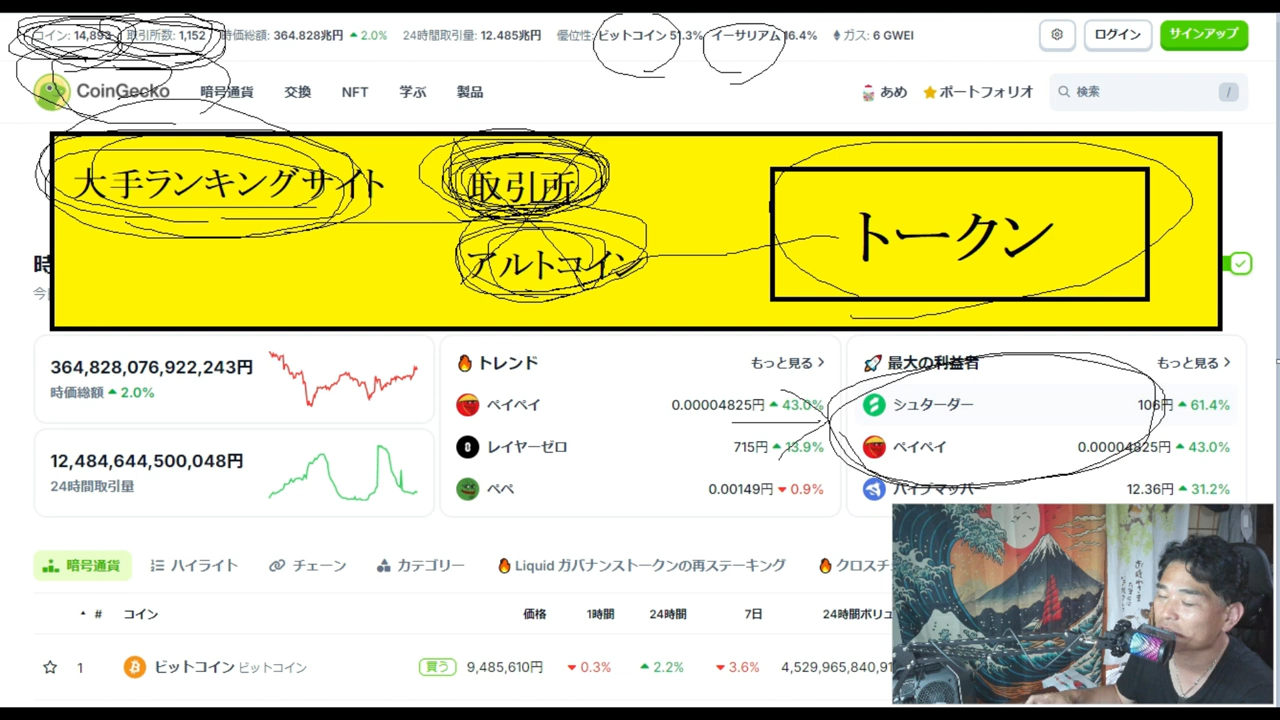 コイン: 14,893 取引所数: 1,152 時価総額: 364.828兆円 2.0% 24時間取引量: 12.485兆円 優位性: ビットコイン 51.3% イーサリアム 16.4% ガス: 6 GWEI ログイン サインアップ
CoinGecko 暗号通貨 交換 NFT 学ぶ 製品 あめ ポートフォリオ 検索 /
大手ランキングサイト 取引所
トークン
アルトコイン
時
今
364,828,076,922,243円
時価総額 2.0%
12,484,644,500,048円
24時間取引量
トレンド もっと見る
ペイペイ 0.00004825円 43.0%
レイヤーゼロ 715円 13.9%
ペペ 0.00149円 0.9%
最大の利益者 もっと見る
シュターダー 106円 61.4%
ペイペイ 0.00004825円 43.0%
パイプマッパー 12.36円 31.2%
暗号通貨 ハイライト チェーン カテゴリー Liquid ガバナンストークンの再ステーキング クロスチ
# コイン 価格 1時間 24時間 7日 24時間ボリュ
1 ビットコイン ビットコイン 買う 9,485,610円 0.3% 2.2% 3.6% 4,529,965,840,91